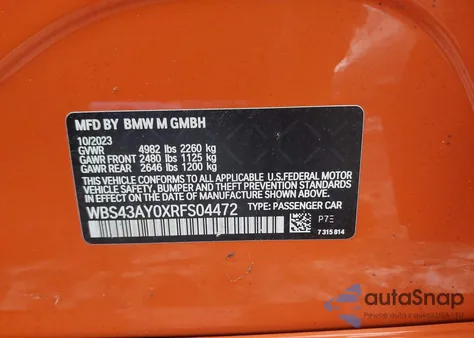 MFD BY BMW M GMBH
10/2023
GVWR 4982 lbs 2260 kg
GAWR FRONT 2480 lbs 1125 kg
GAWR REAR 2646 lbs 1200 kg
THIS VEHICLE CONFORMS TO ALL APPLICABLE U.S.FEDERAL
MOTOR VEHICLE SAFETY, BUMPER, AND THEFT PREVENTION
STANDARDS IN EFFECT ON THE DATE OF MANUFACTURE
SHOWN ABOVE.
WBS43AY0XRFS04472 TYPE: PASSENGER CAR
P7E
7 315 814
autoSnap